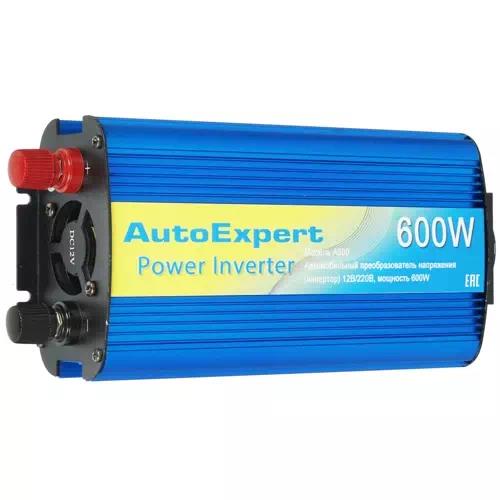 AutoExpert
Power Inverter
600W
Модель A600
Автомобильный преобразователь напряжения
(инвертор) 12В/220В, мощность 600W
EAC
DC12V
+